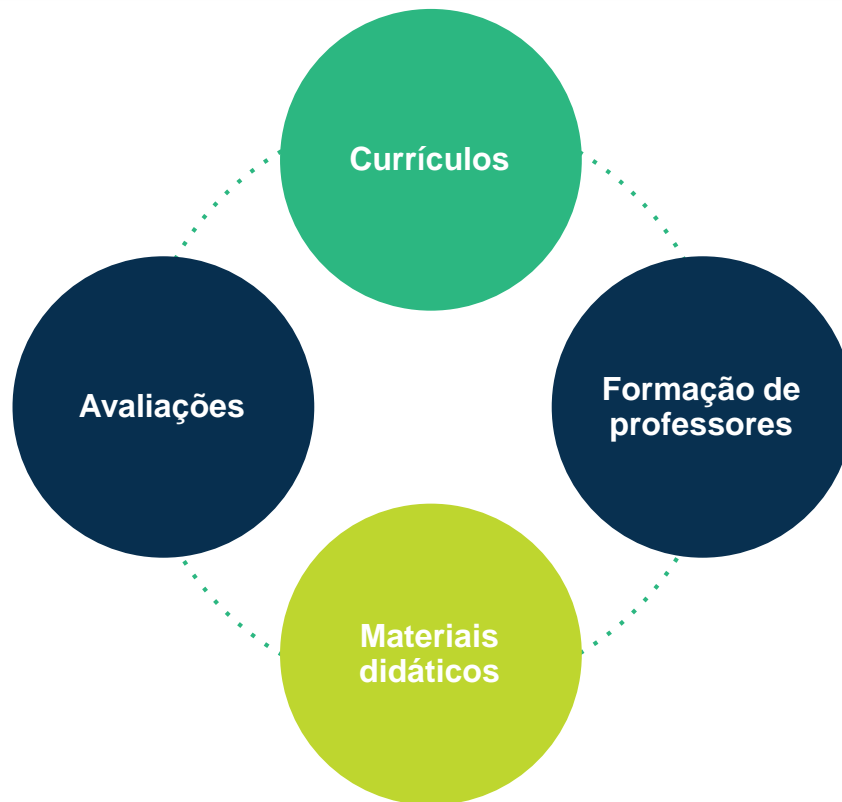 Currículos
Avaliações
Formação de
professores
Materiais
didáticos